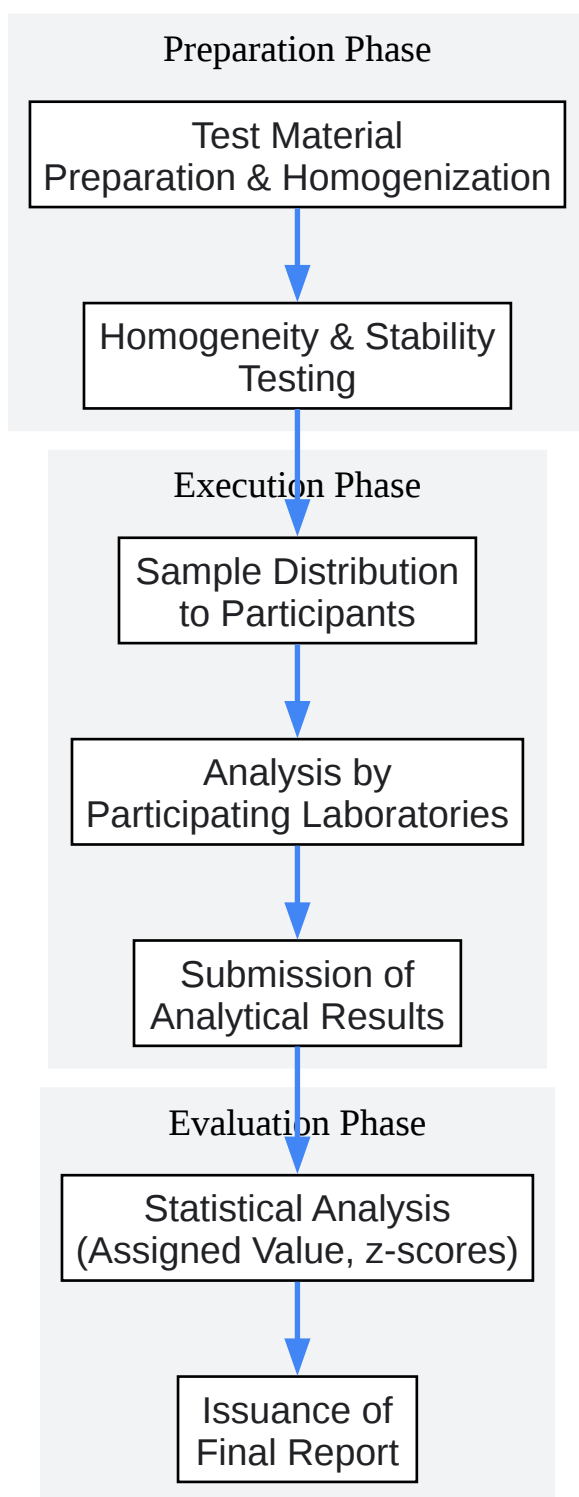 Preparation Phase
Test Material
Preparation & Homogenization
Homogeneity & Stability
Testing
Execution Phase
Sample Distribution
to Participants
Analysis by
Participating Laboratories
Submission of
Analytical Results
Evaluation Phase
Statistical Analysis
(Assigned Value, z-scores)
Issuance of
Final Report